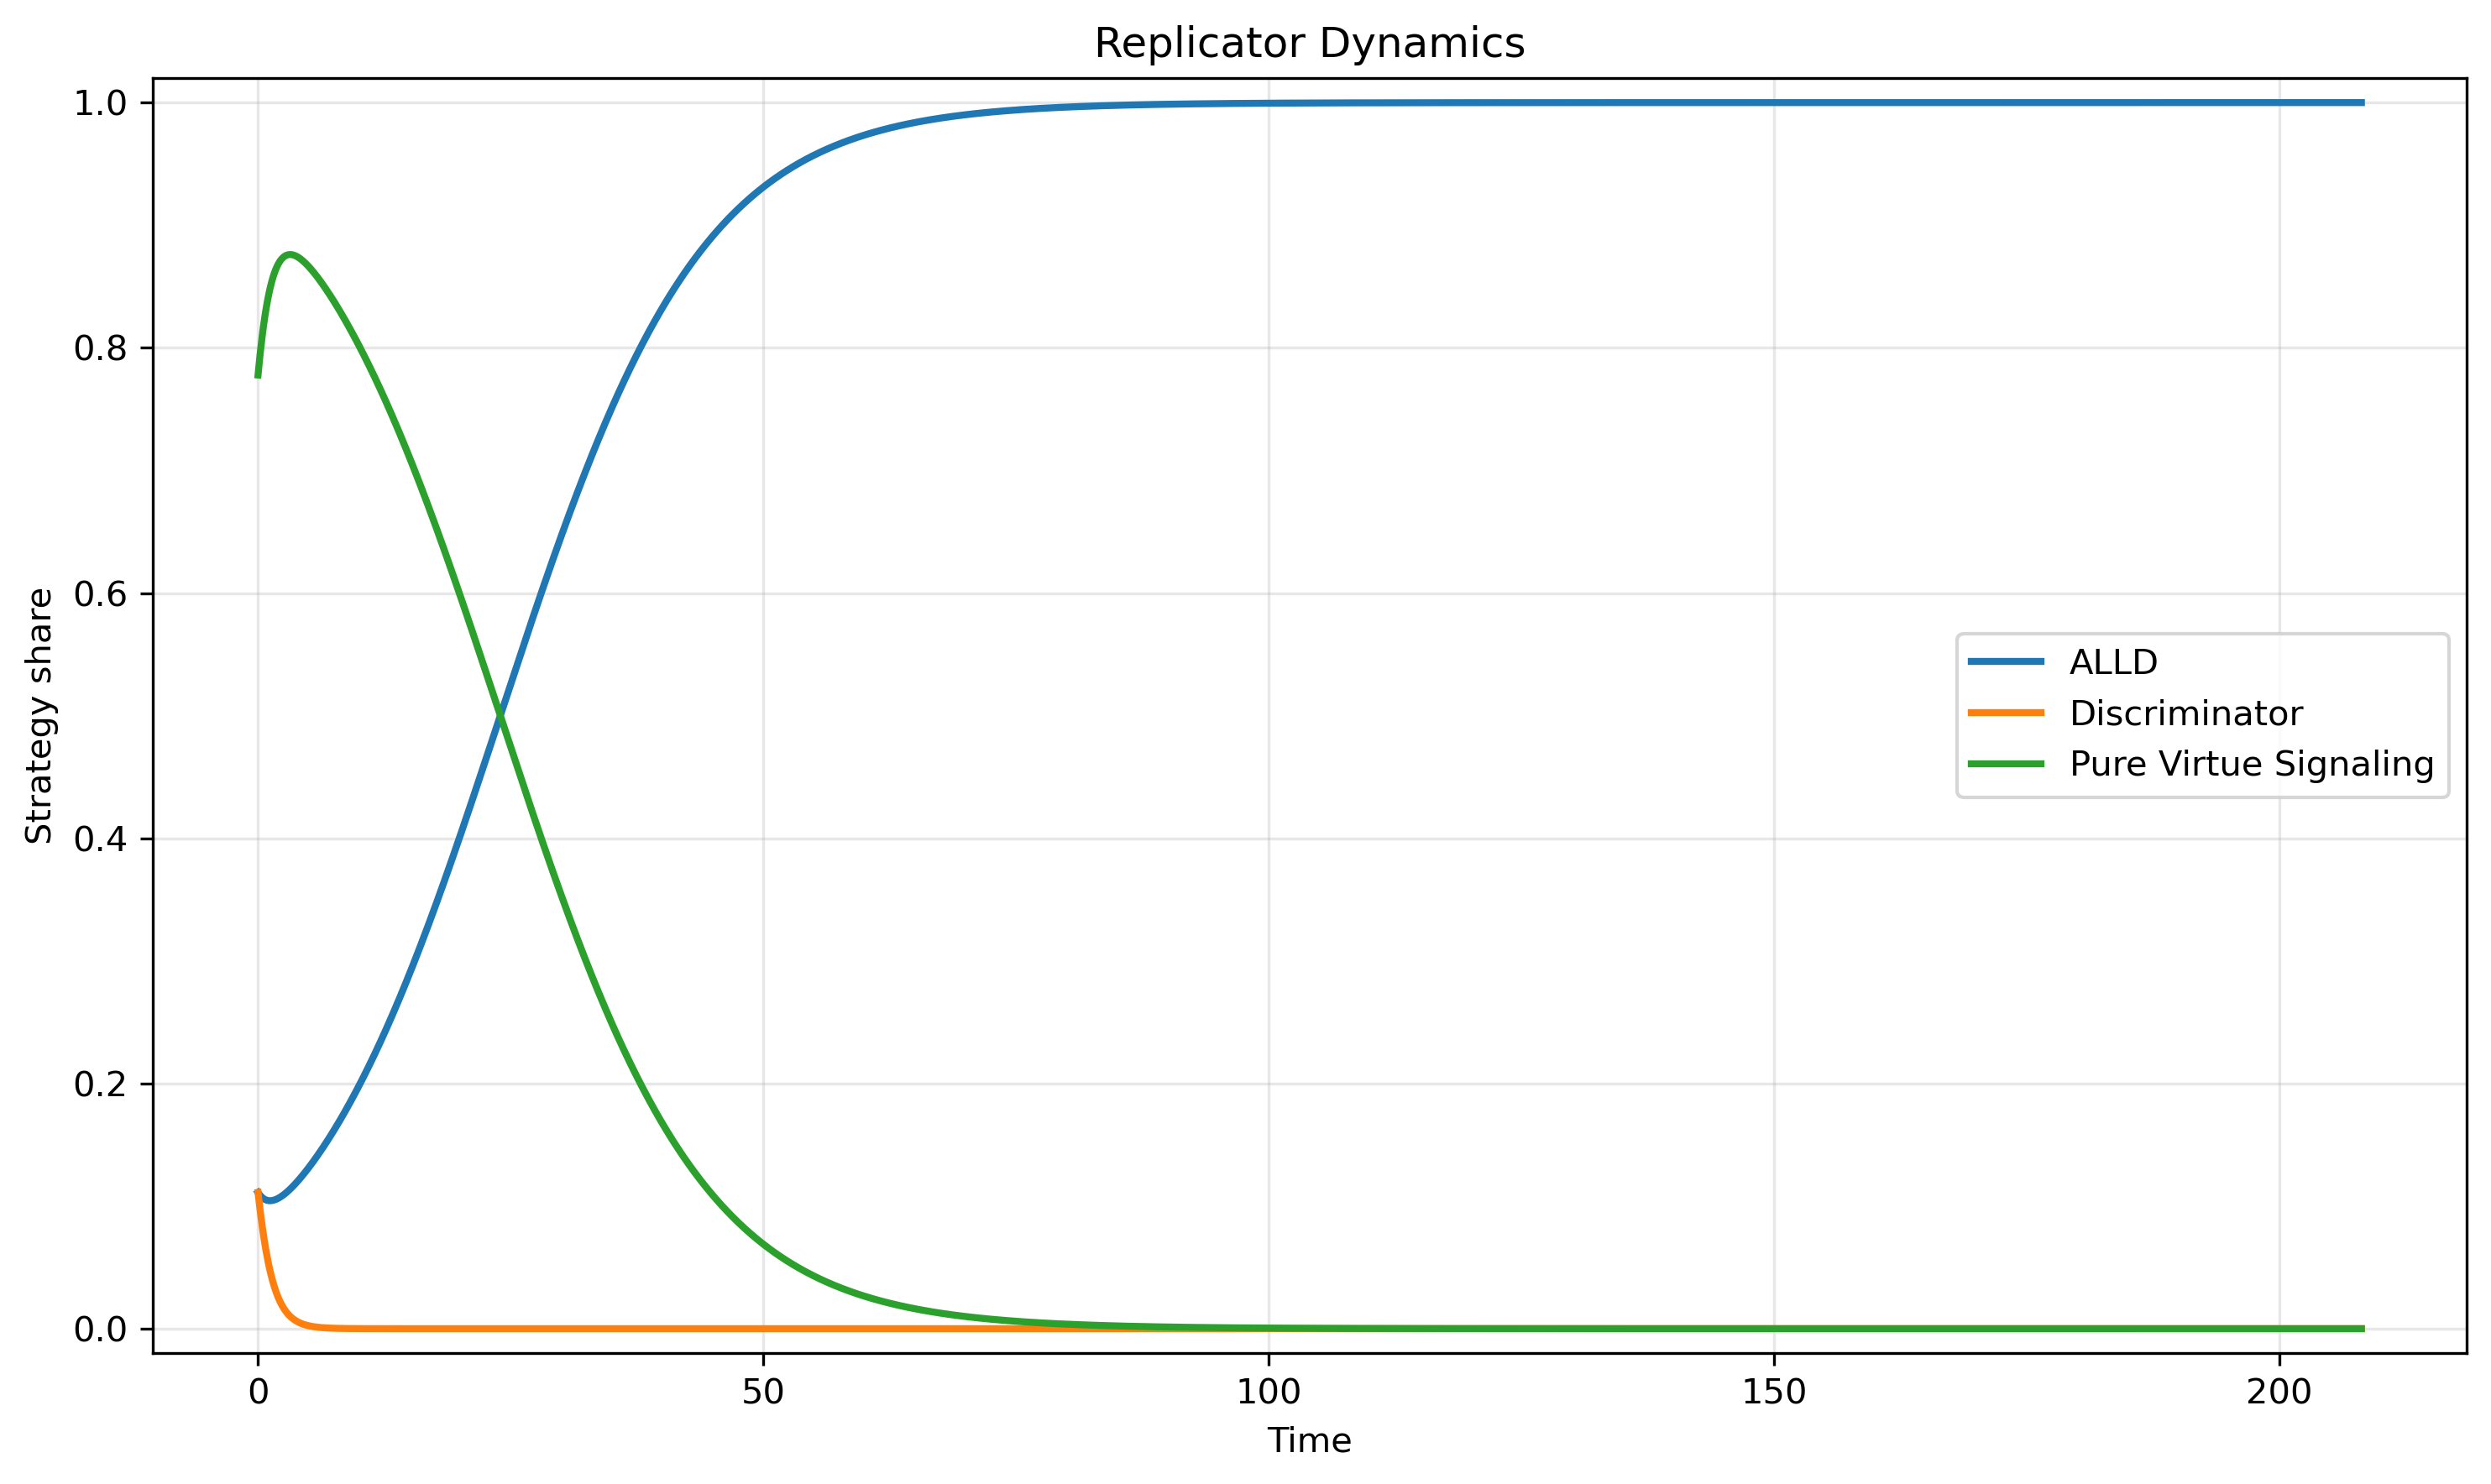 Replicator Dynamics
Strategy share
1.0
0.8
0.6
0.4
0.2
0.0
ALLD
Discriminator
Pure Virtue Signaling
0
50
100
150
200
Time